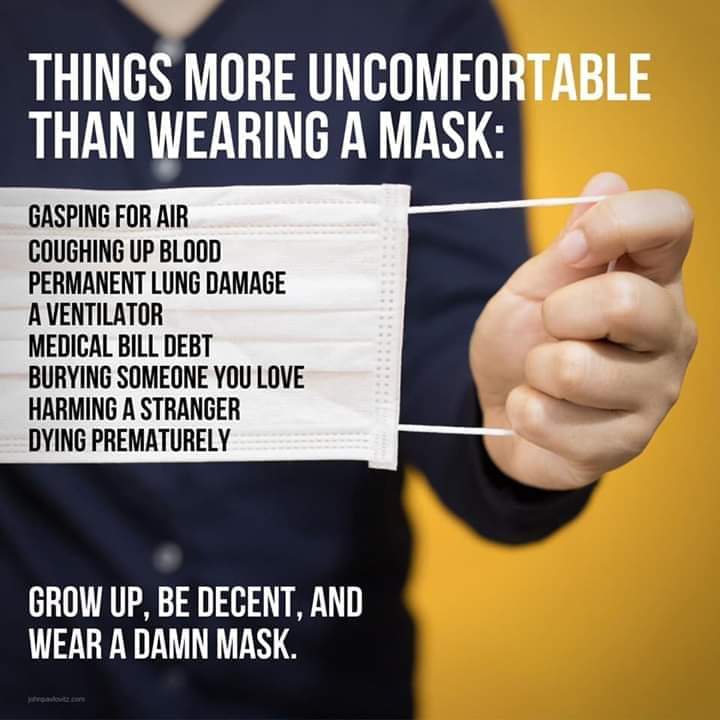 THINGS MORE UNCOMFORTABLE
THAN WEARING A MASK:
GASPING FOR AIR
COUGHING UP BLOOD
PERMANENT LUNG DAMAGE
A VENTILATOR
MEDICAL BILL DEBT
BURYING SOMEONE YOU LOVE
HARMING A STRANGER
DYING PREMATURELY
GROW UP, BE DECENT, AND
WEAR A DAMN MASK.
johnpavlovitz.com